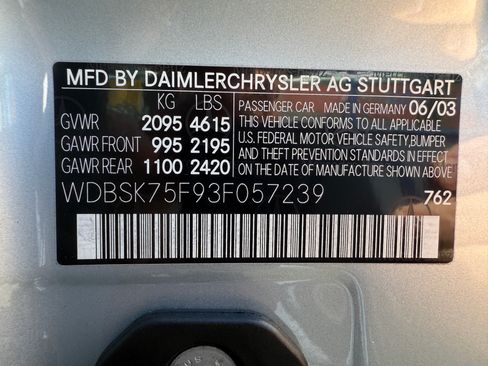 MFD BY DAIMLERCHRYSLER AG STUTTGART
KG LBS
GVWR 2095 4615
GAWR FRONT 995 2195
GAWR REAR 1100 2420
PASSENGER CAR MADE IN GERMANY 06/03
THIS VEHICLE CONFORMS TO ALL APPLICABLE
U.S. FEDERAL MOTOR VEHICLE SAFETY,BUMPER
AND THEFT PREVENTION STANDARDS IN EFFECT
ON THE DATE OF MANUFACTURE SHOWN ABOVE.
WDBSK75F93F057239
762